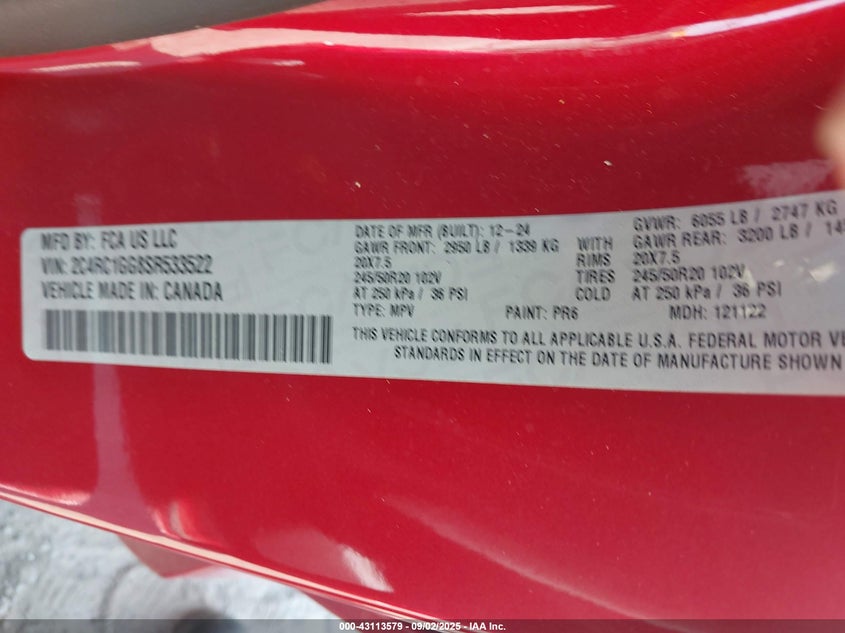 MFD BY: FCA US LLC
VIN: 2C4RC1GG8SR533522
VEHICLE MADE IN: CANADA
DATE OF MFR (BUILT): 12-24 GVWR: 6055 LB / 2747 KG
GAWR FRONT: 2950 LB / 1339 KG WITH GAWR REAR: 3200 LB /
20X7.5 RIMS 20X7.5
245/50R20 102V TIRES 245/50R20 102V
AT 250 kPa / 36 PSI COLD AT 250 kPa / 36 PSI
TYPE: MPV PAINT: PR6 MDH: 121122
THIS VEHICLE CONFORMS TO ALL APPLICABLE U.S.A. FEDERAL MOTOR
STANDARDS IN EFFECT ON THE DATE OF MANUFACTURE SHOWN
000-43113579 - 09/02/2025 - IAA Inc.